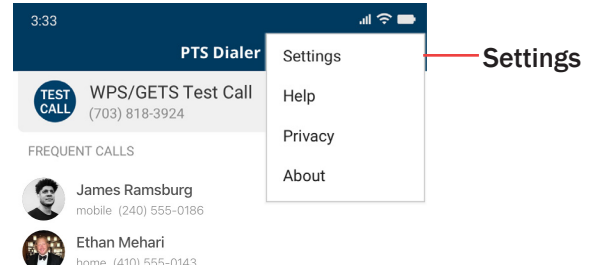 3:33
PTS Dialer
Settings
Settings
Help
Privacy
About
TEST
CALL
WPS/GETS Test Call
(703) 818-3924
FREQUENT CALLS
James Ramsburg
mobile (240) 555-0186
Ethan Mehari
home (410) 555-0143